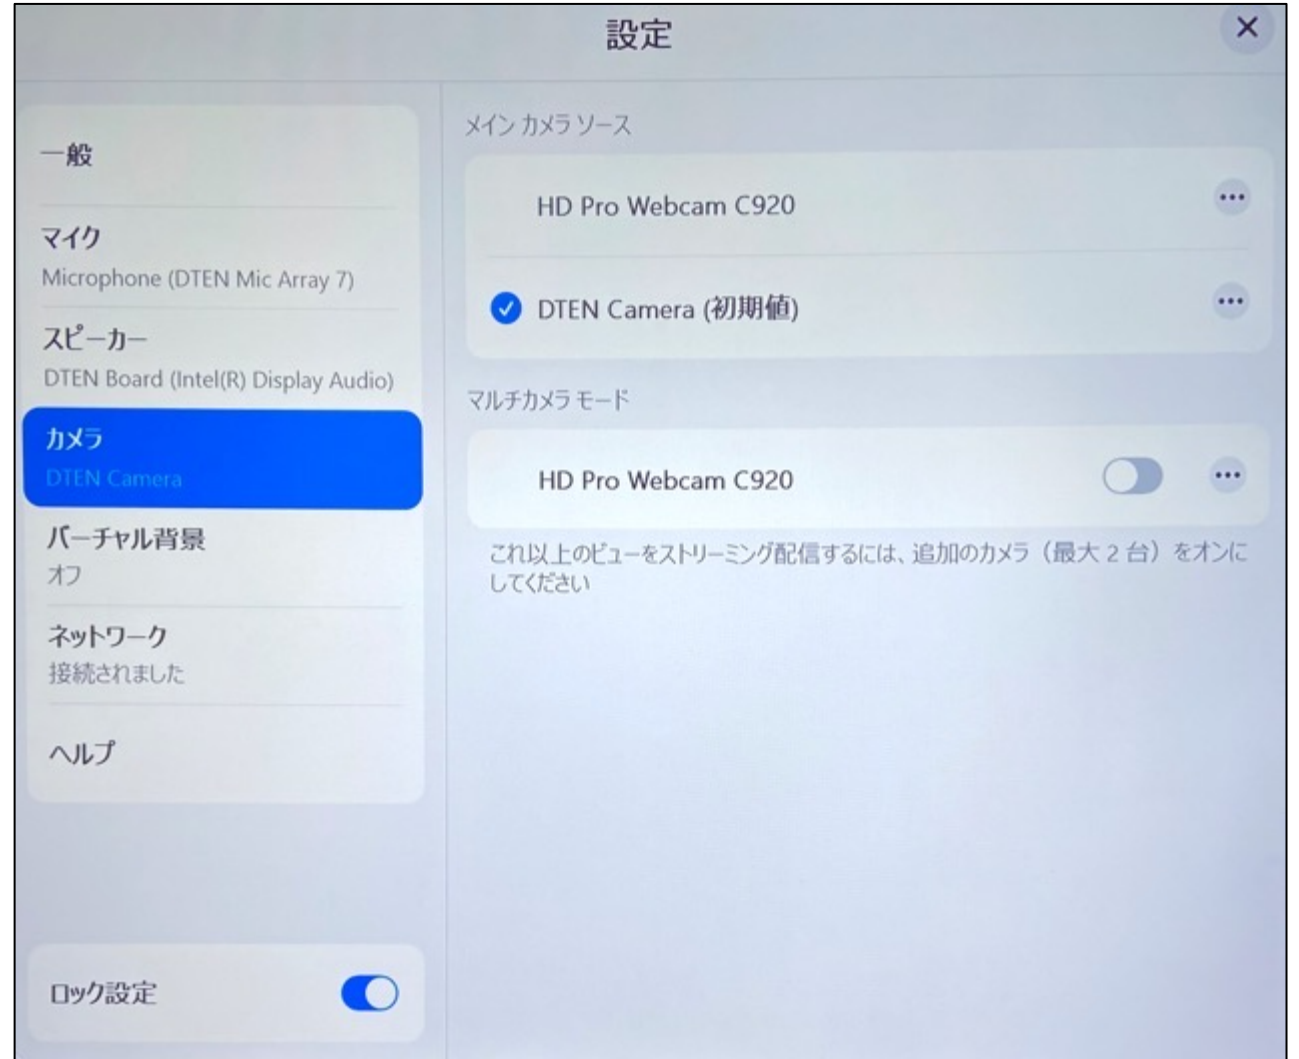 設定
一般
マイク
Microphone (DTEN Mic Array 7)
スピーカー
DTEN Board (Intel(R) Display Audio)
カメラ
DTEN Camera
バーチャル背景
オフ
ネットワーク
接続されました
ヘルプ
ロック設定
メイン カメラ ソース
HD Pro Webcam C920
DTEN Camera (初期値)
マルチカメラ モード
HD Pro Webcam C920
これ以上のビューをストリーミング配信するには、追加のカメラ（最大 2 台）をオンに
してください